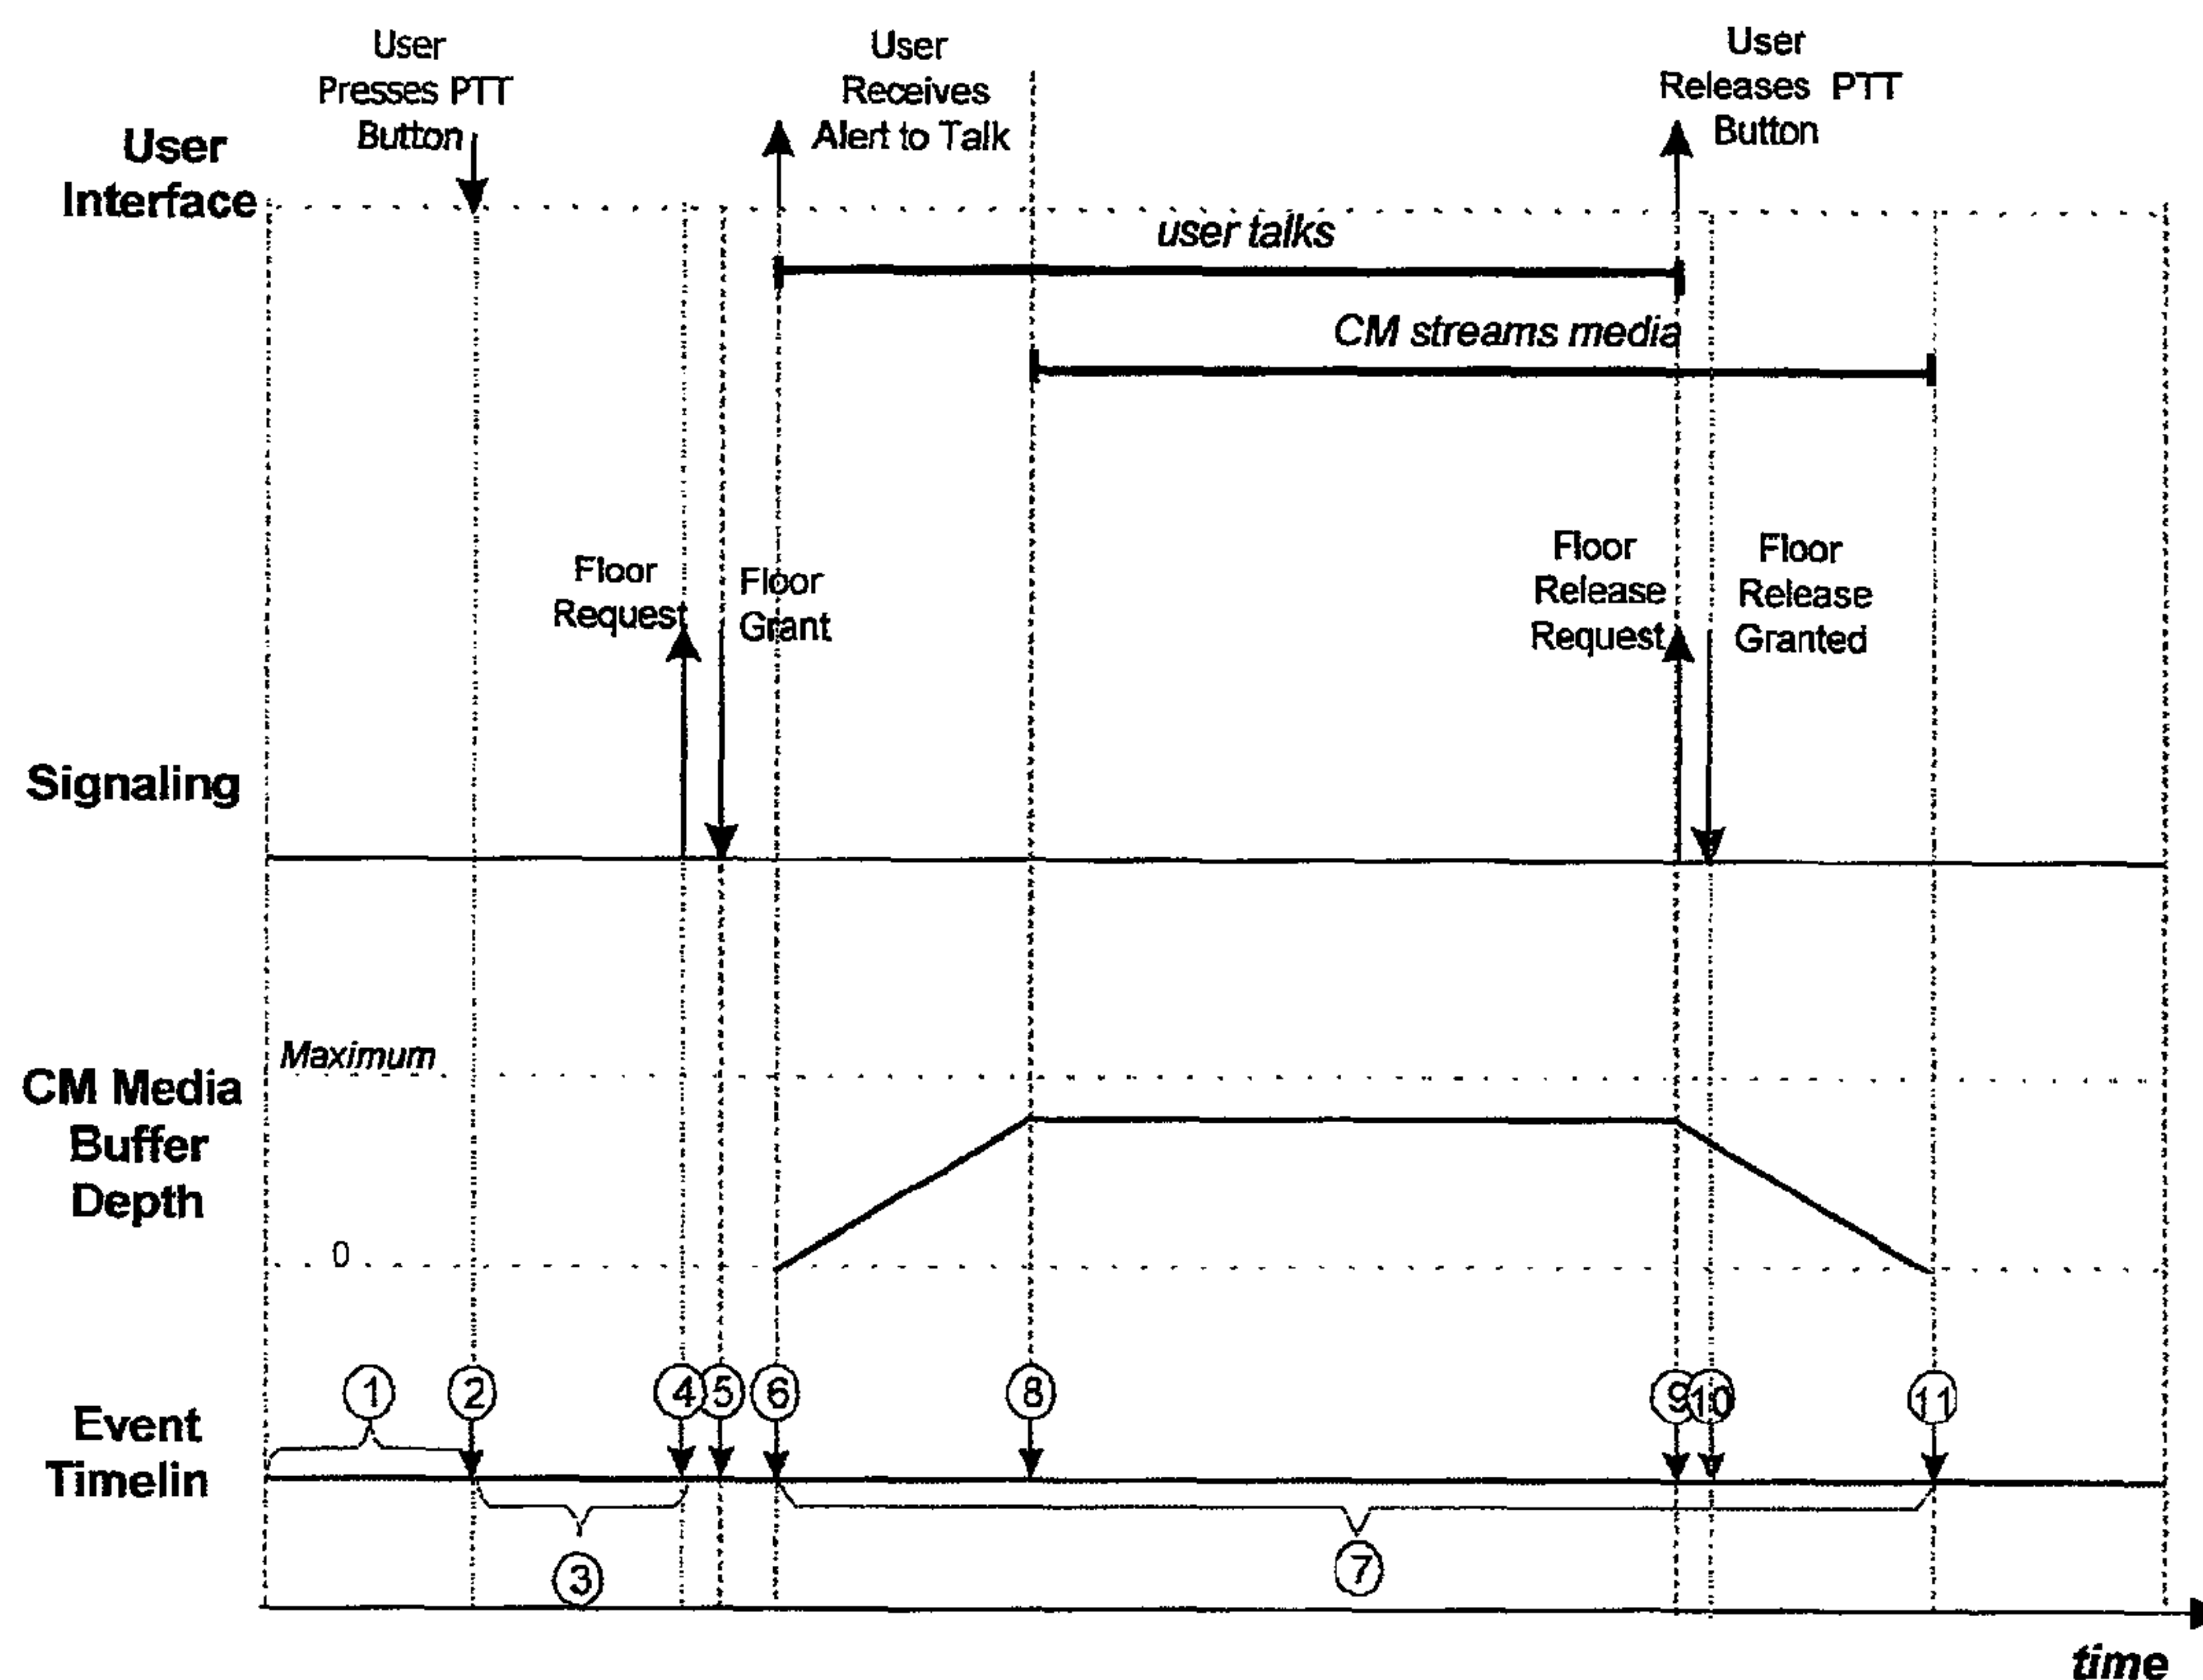 User
Presses PTT
Button
User
Receives
Alert to Talk
User
Releases PTT
Button
User
Interface
user talks
CM streams media
Floor
Request
Floor
Grant
Floor
Release
Request
Floor
Release
Granted
Signaling
Maximum
CM Media
Buffer
Depth
0
1
2
4
5
6
8
9
10
11
Event
Timelin
3
7
time